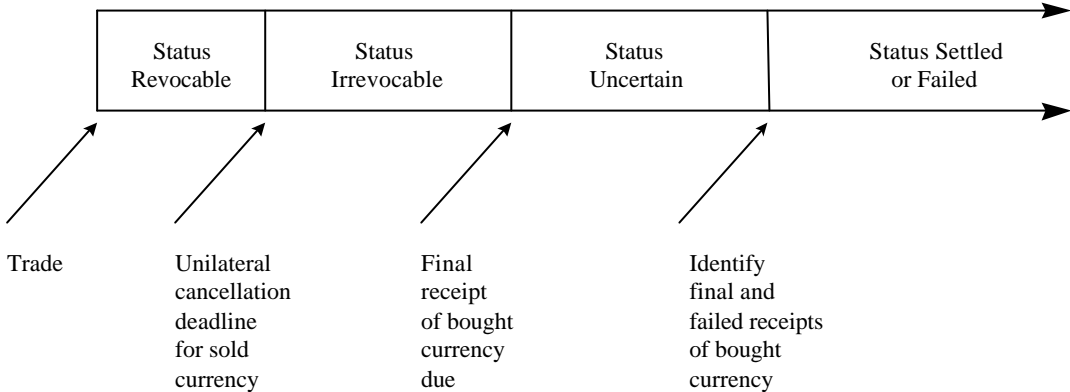 Status
Revocable
Status
Irrevocable
Status
Uncertain
Status Settled
or Failed
Trade
Unilateral
cancellation
deadline
for sold
currency
Final
receipt
of bought
currency
due
Identify
final and
failed receipts
of bought
currency